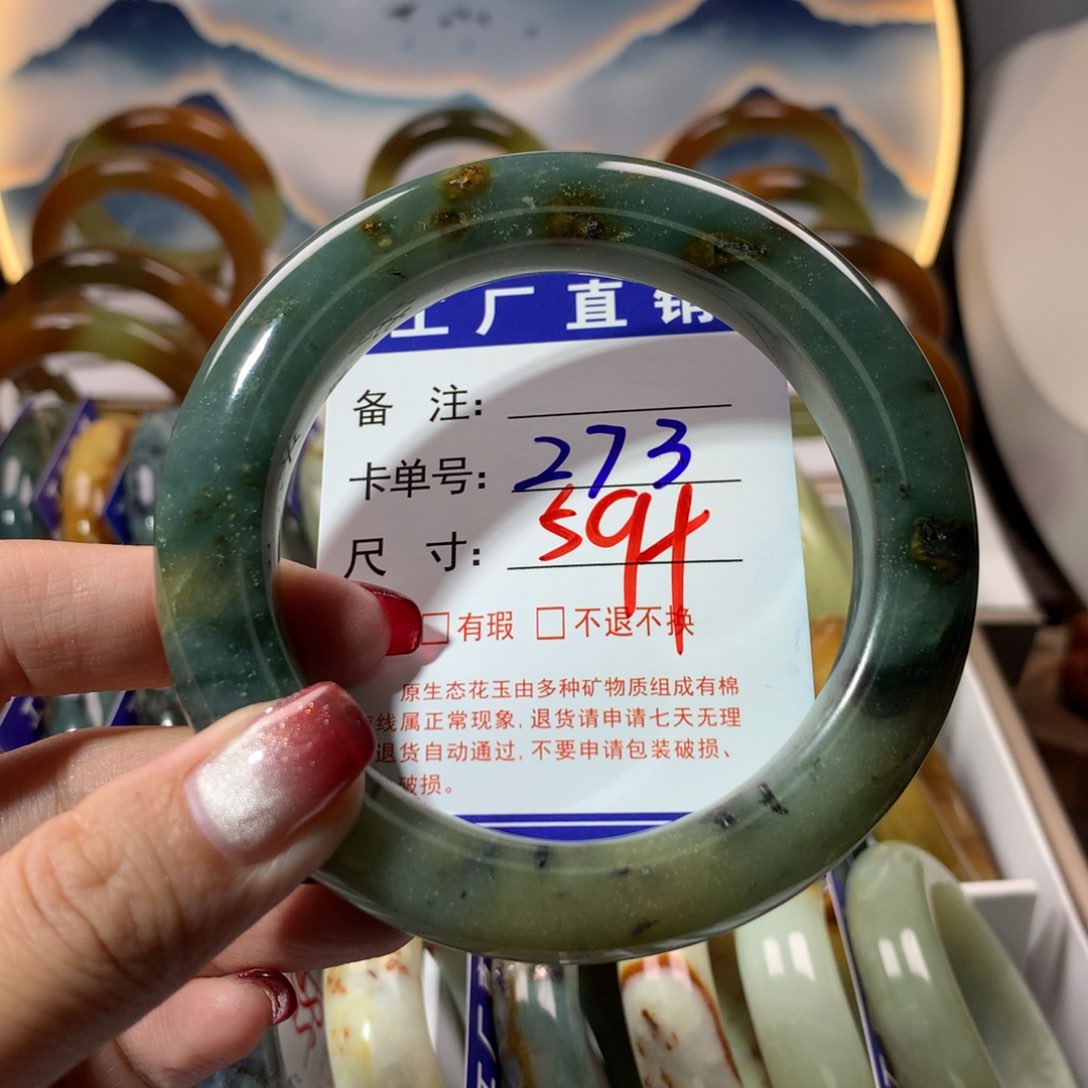 工厂直销
备 注:
卡单号: 273
尺 寸: 59
□有瑕 □不退不换
原生态花玉由多种矿物质组成有棉
线属正常现象,退货请申请七天无理
退货自动通过,不要申请包装破损、
破损。
工厂